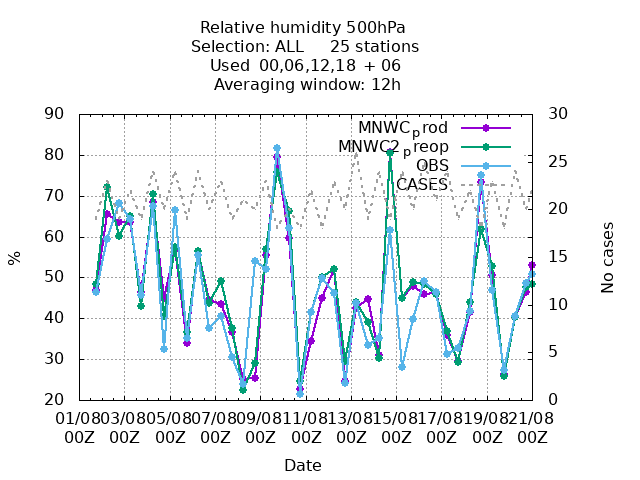 Relative humidity 500hPa
Selection: ALL 25 stations
Used 00,06,12,18 + 06
Averaging window: 12h
90
80
70
60
50
40
30
20
%
30
25
20
15
10
5
0
No cases
MNWC_prod
MNWC2_preop
OBS
CASES
01/08 03/08 05/08 07/08 09/08 11/08 13/08 15/08 17/08 19/08 21/08
00Z 00Z 00Z 00Z 00Z 00Z 00Z 00Z 00Z 00Z 00Z
Date